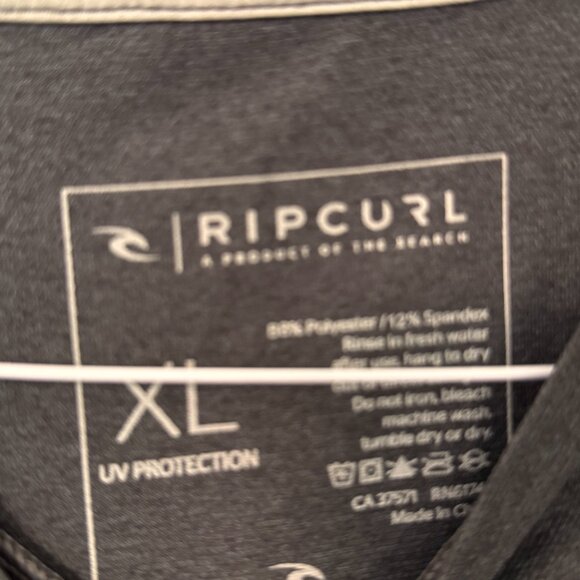 RIPCURL
A PRODUCT OF THE SEARCH
88% Polyester / 12% Spandex
Rinse in fresh water
after use, hang to dry
Do not iron, bleach
machine wash,
tumble dry or dry
XL
UV PROTECTION
CA 37571
Made In